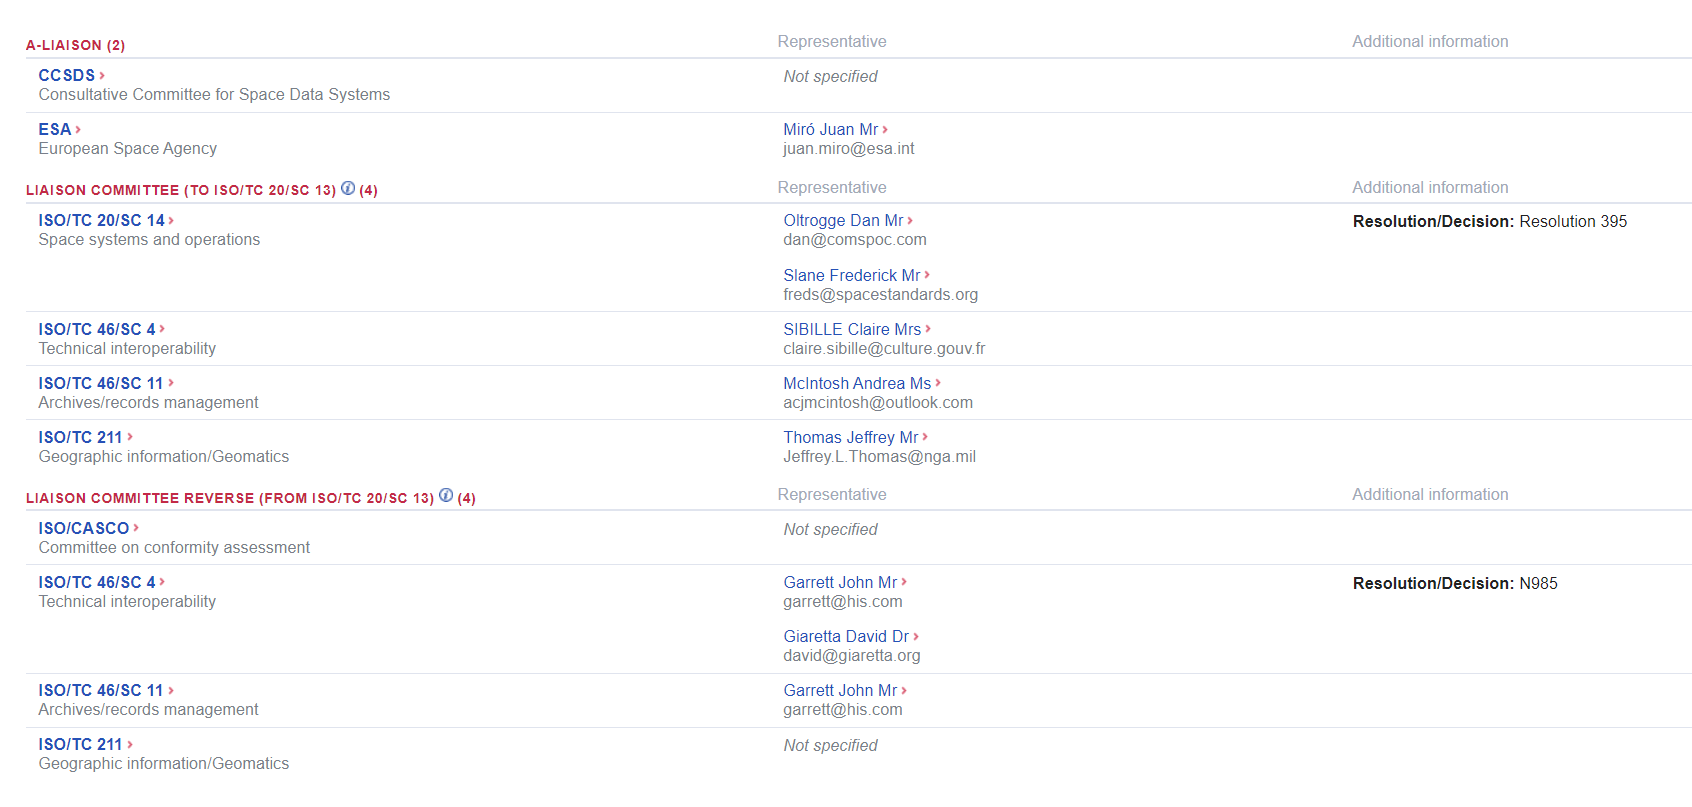 A-LIAISON (2) Representative Additional information
CCSDS Not specified
Consultative Committee for Space Data Systems
ESA Miró Juan Mr
European Space Agency juan.miro@esa.int
LIAISON COMMITTEE (TO ISO/TC 20/SC 13) (4) Representative Additional information
ISO/TC 20/SC 14 Oltrogge Dan Mr Resolution/Decision: Resolution 395
Space systems and operations dan@comspoc.com
Slane Frederick Mr
freds@spacestandards.org
ISO/TC 46/SC 4 SIBILLE Claire Mrs
Technical interoperability claire.sibille@culture.gouv.fr
ISO/TC 46/SC 11 McIntosh Andrea Ms
Archives/records management acjmcintosh@outlook.com
ISO/TC 211 Thomas Jeffrey Mr
Geographic information/Geomatics Jeffrey.L.Thomas@nga.mil
LIAISON COMMITTEE REVERSE (FROM ISO/TC 20/SC 13) (4) Representative Additional information
ISO/CASCO Not specified
Committee on conformity assessment
ISO/TC 46/SC 4 Garrett John Mr Resolution/Decision: N985
Technical interoperability garrett@his.com
Giaretta David Dr
david@giaretta.org
ISO/TC 46/SC 11 Garrett John Mr
Archives/records management garrett@his.com
ISO/TC 211 Not specified
Geographic information/Geomatics